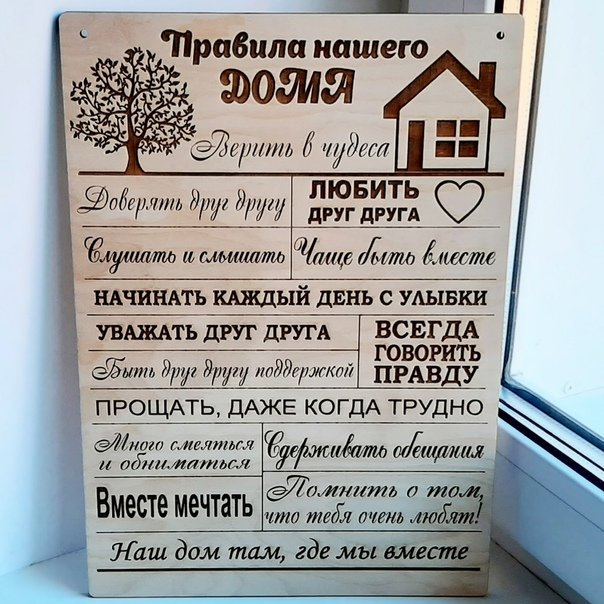 Правила нашего
ДОМА
Верить в чудеса
Доверять друг другу
ЛЮБИТЬ
ДРУГ ДРУГА
Слушать и слышать
Чаще быть вместе
НАЧИНАТЬ КАЖДЫЙ ДЕНЬ С УЛЫБКИ
УВАЖАТЬ ДРУГ ДРУГА
Быть друг другу поддержкой
ВСЕГДА
ГОВОРИТЬ
ПРАВДУ
ПРОЩАТЬ, ДАЖЕ КОГДА ТРУДНО
Много смеяться
и обниматься
Сдерживать обещания
Вместе мечтать
Помнить о том,
что тебя очень любят!
Наш дом там, где мы вместе